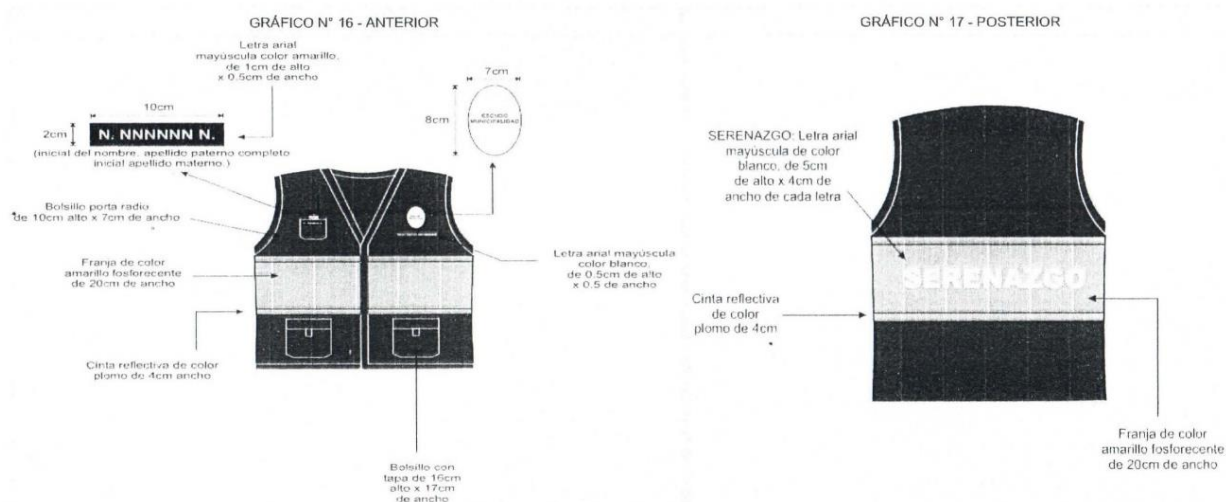 GRÁFICO N° 16 - ANTERIOR
Letra arial
mayúscula color amarillo,
de 1cm de alto
x 0.5cm de ancho
10cm
2cm
N. NNNNNN N.
(inicial del nombre, apellido paterno completo
inicial apellido materno.)
7cm
8cm
ESCUDO
MUNICIPALIDAD
Bolsillo porta radio
de 10cm alto x 7cm de ancho
Franja de color
amarillo fosforecente
de 20cm de ancho
Cinta reflectiva de color
plomo de 4cm ancho
Letra arial mayúscula
color blanco,
de 0.5cm de alto
x 0.5 de ancho
Bolsillo con
tapa de 16cm
alto x 17cm
de ancho
GRÁFICO N° 17 - POSTERIOR
SERENAZGO: Letra arial
mayúscula de color
blanco, de 5cm
de alto x 4cm de
ancho de cada letra
SERENAZGO
Cinta reflectiva
de color
plomo de 4cm
Franja de color
amarillo fosforecente
de 20cm de ancho